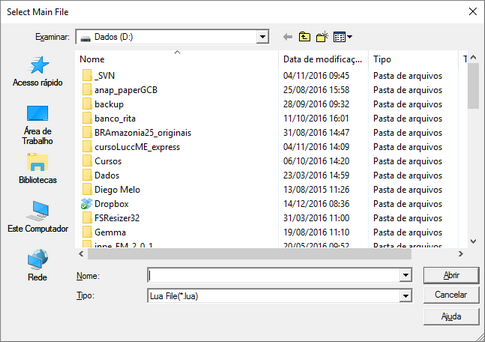 Select Main File
Examinar: Dados (D:)
Nome Data de modificaç... Tipo T
_SVN 04/11/2016 09:45 Pasta de arquivos
anap_paperGCB 25/08/2016 15:58 Pasta de arquivos
backup 28/09/2016 09:32 Pasta de arquivos
banco_rita 11/10/2016 16:01 Pasta de arquivos
BRAmazonia25_originais 31/08/2016 14:47 Pasta de arquivos
cursoLuccME_express 04/11/2016 14:09 Pasta de arquivos
Cursos 06/10/2016 14:20 Pasta de arquivos
Dados 23/03/2016 14:59 Pasta de arquivos
Diego Melo 13/08/2015 11:26 Pasta de arquivos
Dropbox 14/12/2016 08:36 Pasta de arquivos
FSResizer32 31/03/2016 11:00 Pasta de arquivos
Gemma 19/10/2016 11:10 Pasta de arquivos
inpe_EM_2_0_1 20/05/2016 09:52 Pasta de arquivos
Acesso rápido
Área de
Trabalho
Bibliotecas
Este Computador
Rede
Nome: Abrir
Tipo: Lua File(*.lua) Cancelar
Ajuda